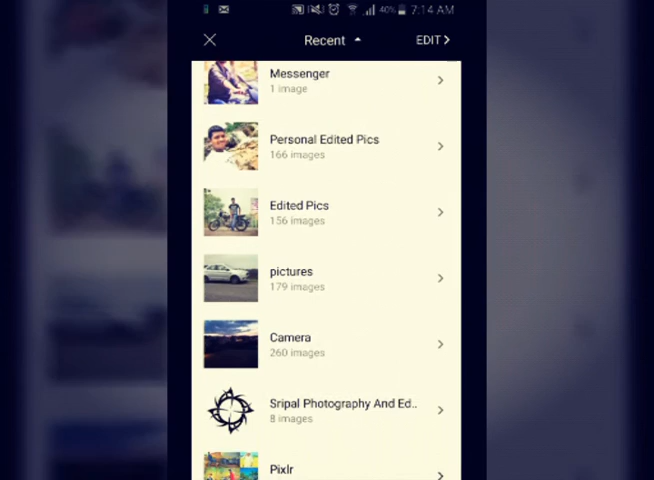 40% 7:14 AM
Recent
EDIT
Messenger
1 image
Personal Edited Pics
166 images
Edited Pics
156 images
pictures
179 images
Camera
260 images
Sripal Photography And Ed..
8 images
Pixlr